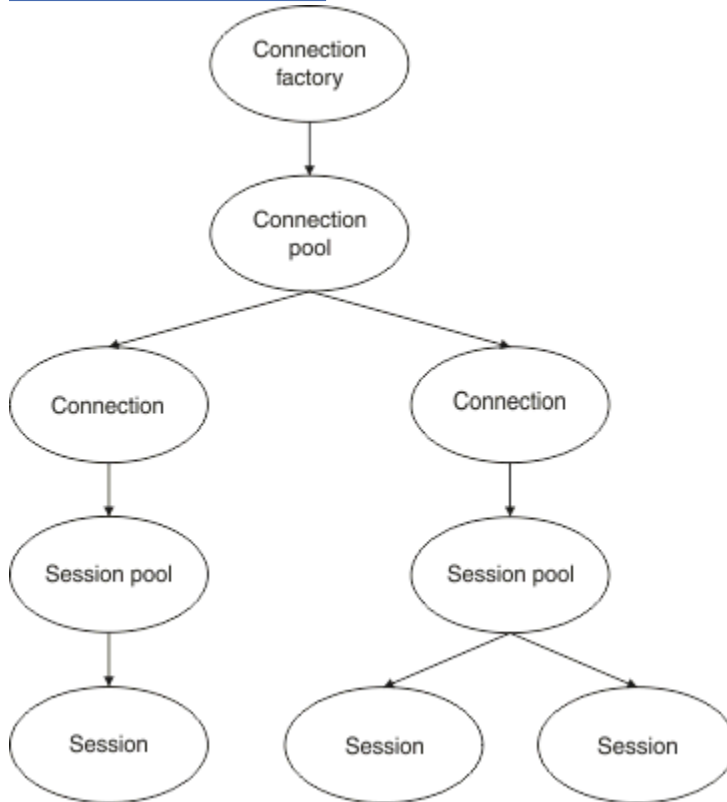 Connection
factory
Connection
pool
Connection
Connection
Session pool
Session pool
Session
Session
Session